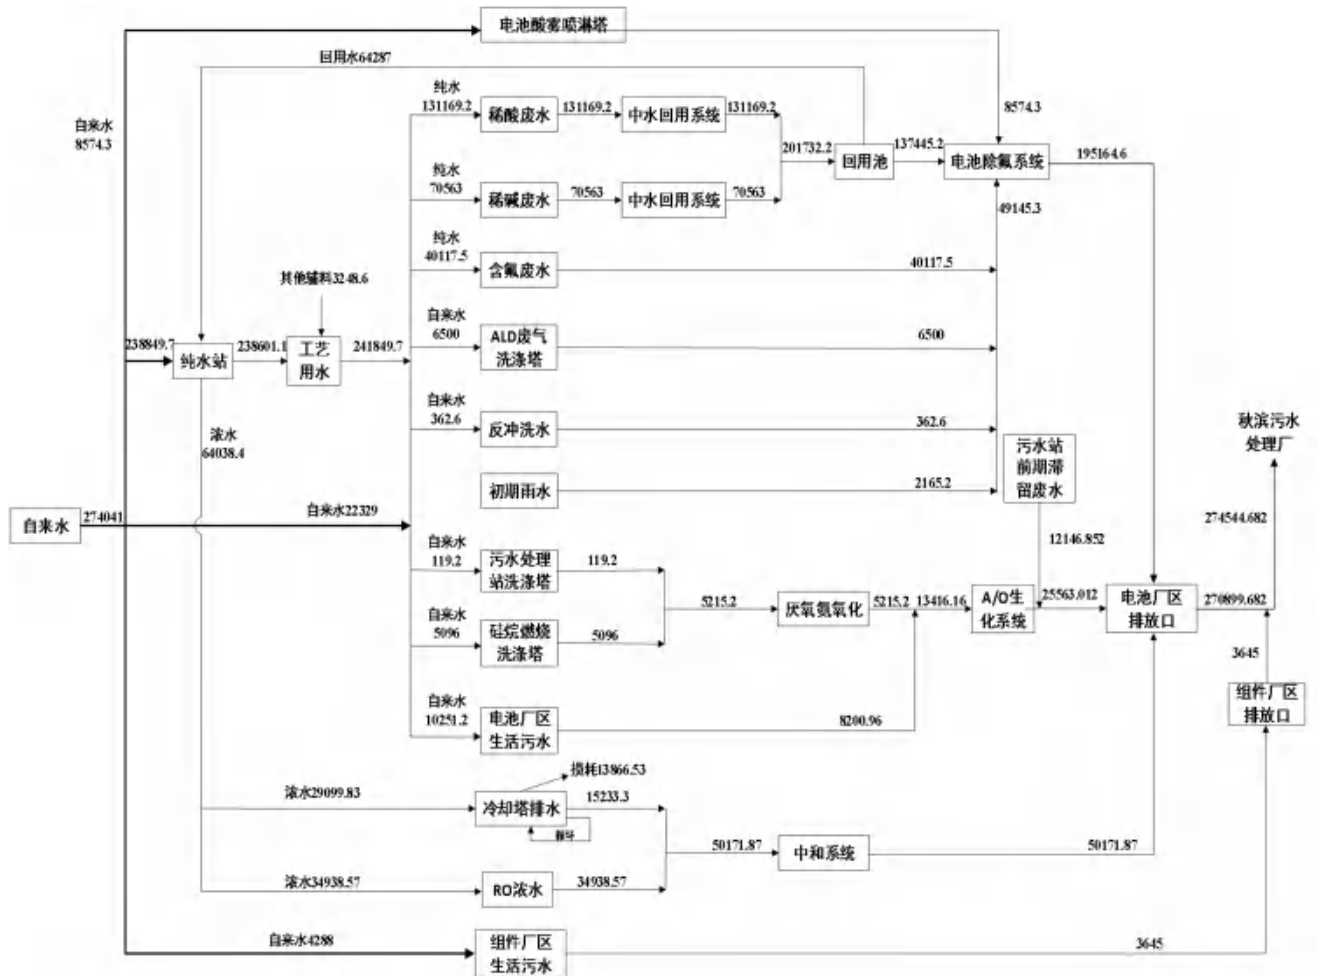 电池酸雾喷淋塔
回用水64287
自来水
8574.3
纯水
131169.2
稀酸废水
131169.2
中水回用系统
131169.2
8574.3
201732.2
回用池
137445.2
电池除氟系统
195164.6
纯水
70563
稀碱废水
70563
中水回用系统
70563
49145.3
纯水
40117.5
含氟废水
40117.5
其他辅料3248.6
自来水
6500
ALD废气
洗涤塔
6500
238849.7
纯水站
238601.1
工艺
用水
241849.7
自来水
362.6
反冲洗水
362.6
浓水
64038.4
污水站
前期滞
留废水
秋滨污水
处理厂
初期雨水
2165.2
自来水
274041
自来水22329
274544.682
12146.852
自来水
119.2
污水处理
站洗涤塔
119.2
5215.2
厌氧氨氧化
5215.2
13416.16
A/O生
化系统
25563.012
电池厂区
排放口
270899.682
自来水
5096
硅烷燃烧
洗涤塔
5096
3645
组件厂区
排放口
自来水
10251.2
电池厂区
生活污水
8200.96
损耗13866.53
浓水29099.83
冷却塔排水
15233.3
循环
50171.87
中和系统
50171.87
浓水34938.57
RO浓水
34938.57
自来水4288
组件厂区
生活污水
3645